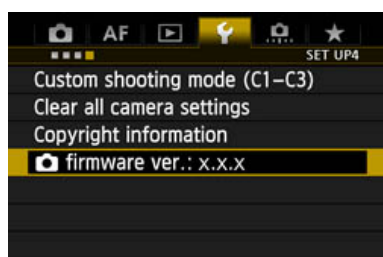 AF
SET UP4
Custom shooting mode (C1-C3)
Clear all camera settings
Copyright information
firmware ver.: x.x.x